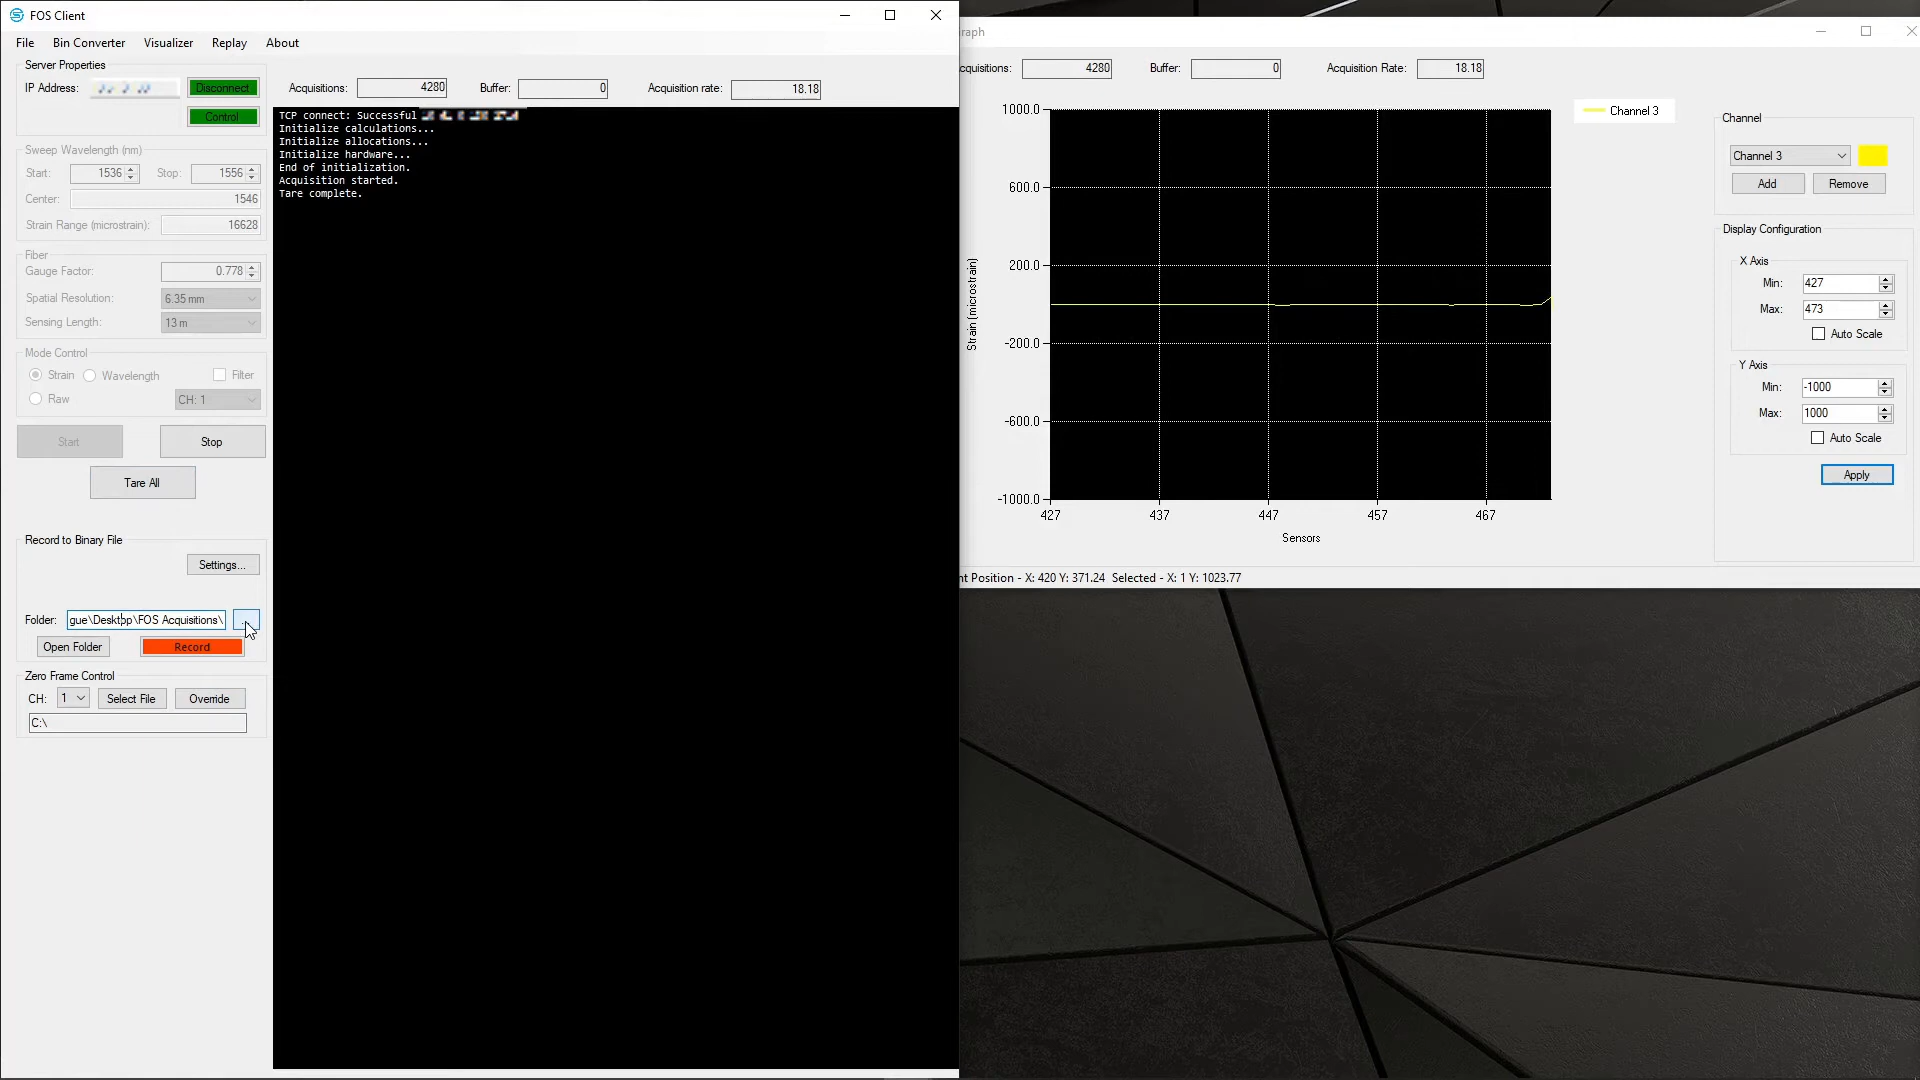 FOS Client
File Bin Converter Visualizer Replay About
Server Properties
IP Address:
Disconnect
Control
Acquisitions: 4280 Buffer: 0 Acquisition rate: 18.18
Sweep Wavelength (nm)
Start: 1536 Stop: 1556
Center: 1546
Strain Range (microstrain): 16628
Fiber
Gauge Factor: 0.778
Spatial Resolution: 6.35 mm
Sensing Length: 13 m
Mode Control
Strain Wavelength Filter
Raw CH: 1
Start Stop
Tare All
Record to Binary File
Settings...
Folder: gue\Desktop\FOS Acquisitions\
Open Folder Record
Zero Frame Control
CH: 1 Select File Override
C:\
TCP connect: Successful
Initialize calculations...
Initialize allocations...
Initialize hardware...
End of initialization.
Acquisition started.
Tare complete.
raph
cquisitions: 4280 Buffer: 0 Acquisition Rate: 18.18
1000.0
600.0
200.0
-200.0
-600.0
-1000.0
Strain (microstrain)
427 437 447 457 467
Sensors
Channel 3
Channel
Channel 3
Add Remove
Display Configuration
X Axis
Min: 427
Max: 473
Auto Scale
Y Axis
Min: -1000
Max: 1000
Auto Scale
Apply
nt Position - X: 420 Y: 371.24 Selected - X: 1 Y: 1023.77